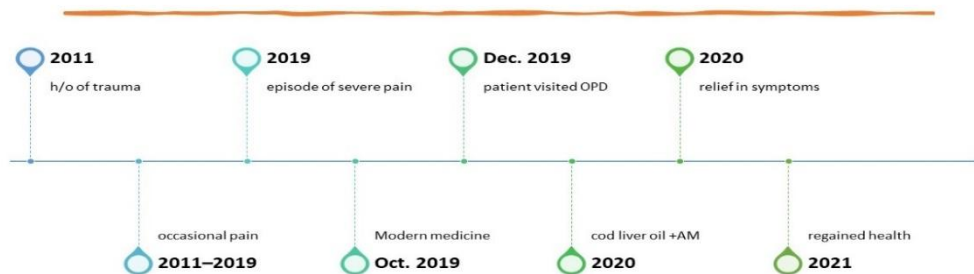 2011
h/o of trauma
2019
episode of severe pain
Dec. 2019
patient visited OPD
2020
relief in symptoms
occasional pain
2011–2019
Modern medicine
Oct. 2019
cod liver oil +AM
2020
regained health
2021